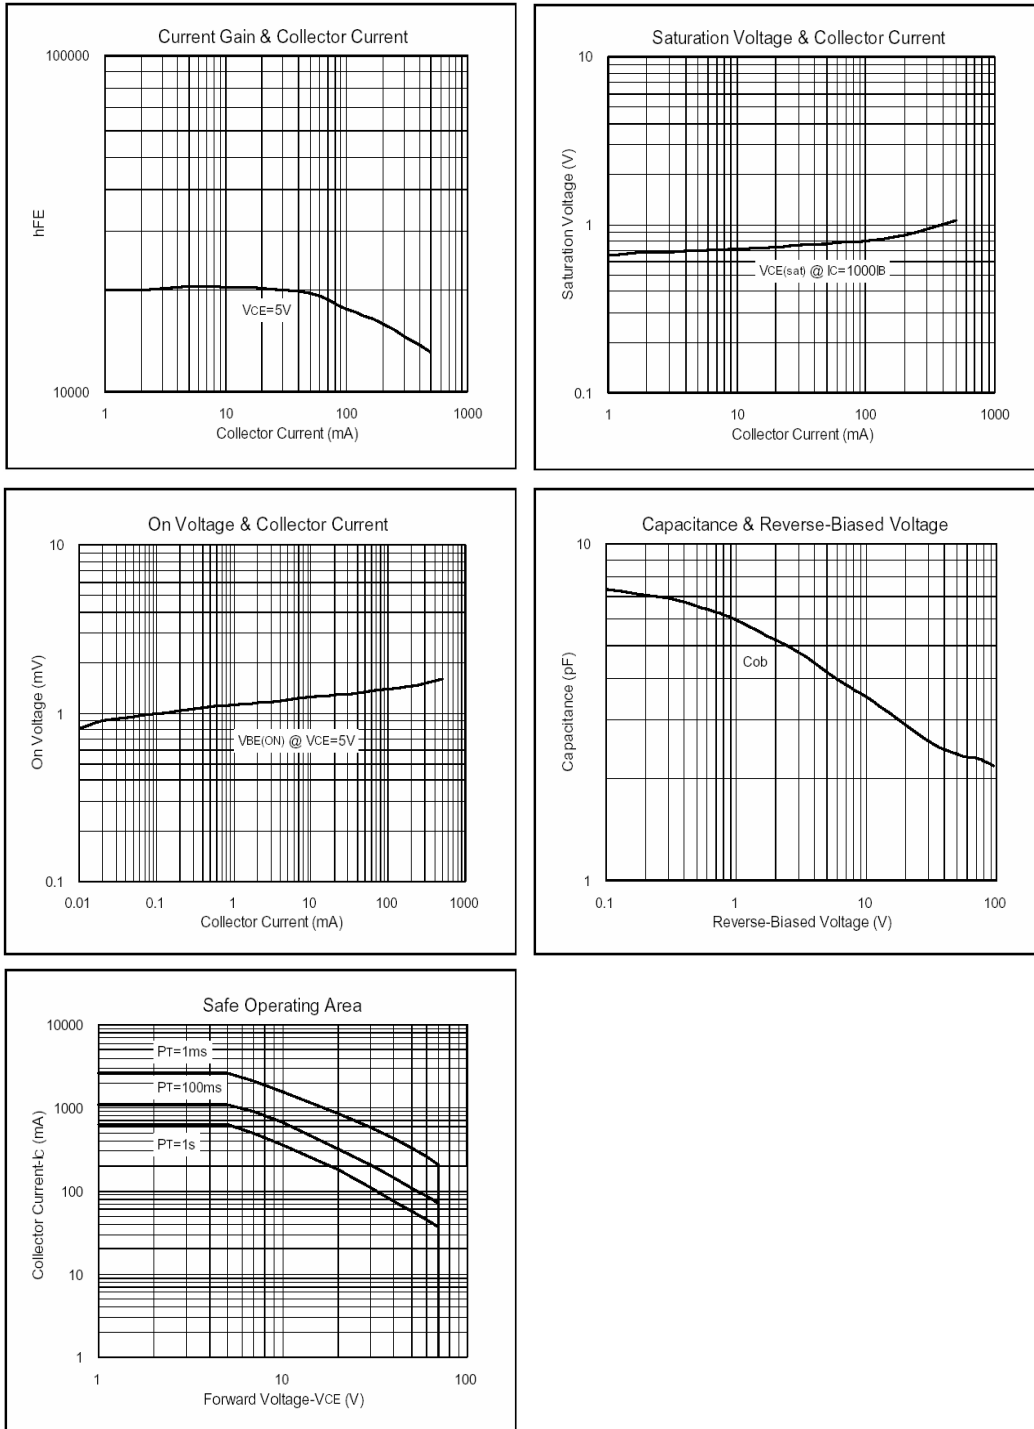 Current Gain & Collector Current
100000
hFE
VCE=5V
10000
1 10 100 1000
Collector Current (mA)
Saturation Voltage & Collector Current
10
Saturation Voltage (V)
1
VCE(sat) @ IC=1000IB
0.1
1 10 100 1000
Collector Current (mA)
On Voltage & Collector Current
10
On Voltage (mV)
1
VBE(ON) @ VCE=5V
0.1
0.01 0.1 1 10 100 1000
Collector Current (mA)
Capacitance & Reverse-Biased Voltage
10
Capacitance (pF)
Cob
1
0.1 1 10 100
Reverse-Biased Voltage (V)
Safe Operating Area
10000
PT=1ms
PT=100ms
1000
PT=1s
Collector Current-IC (mA)
100
10
1
1 10 100
Forward Voltage-VCE (V)